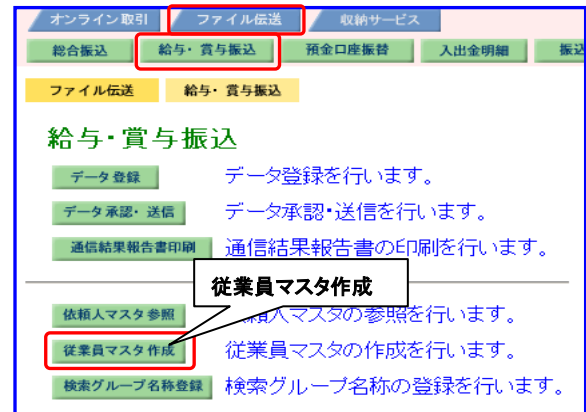 オンライン取引 ファイル伝送 収納サービス
総合振込 給与・賞与振込 預金口座振替 入出金明細 振込
ファイル伝送 給与・賞与振込
給与・賞与振込
データ登録 データ登録を行います。
データ承認・送信 データ承認・送信を行います。
通信結果報告書印刷 通信結果報告書の印刷を行います。
従業員マスタ作成
依頼人マスタ参照 依頼人マスタの参照を行います。
従業員マスタ作成 従業員マスタの作成を行います。
検索グループ名称登録 検索グループ名称の登録を行います。